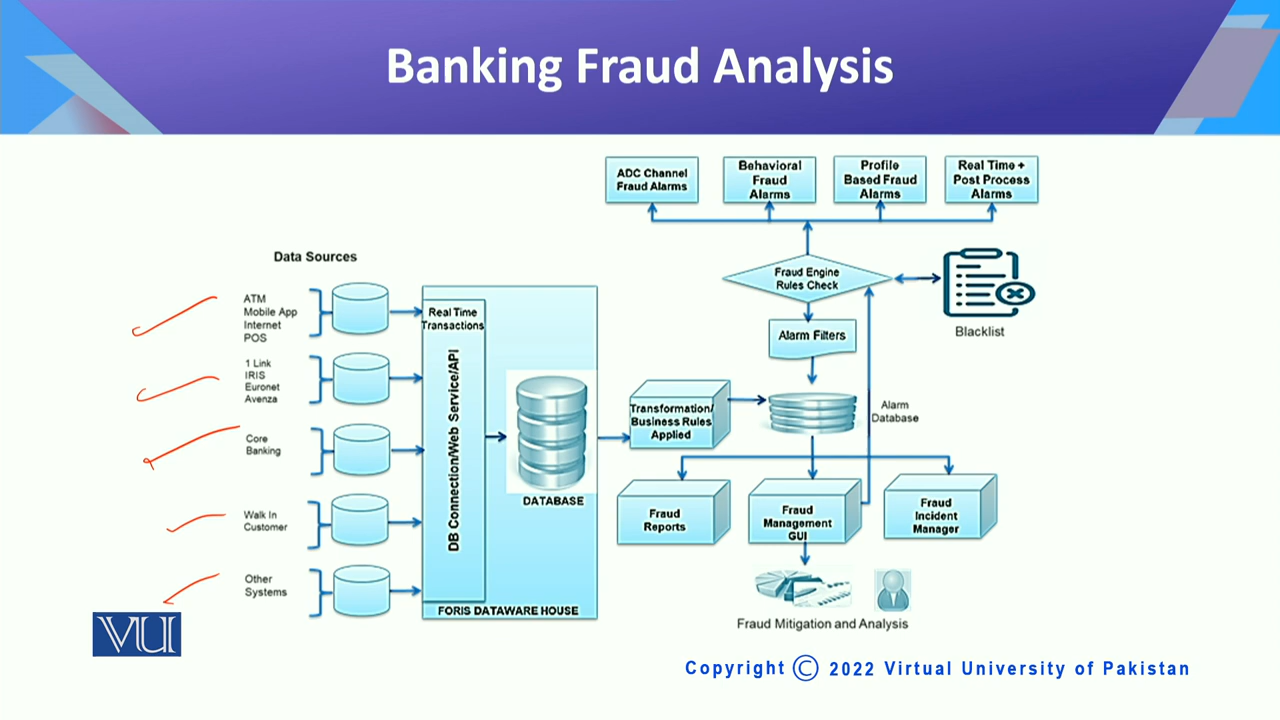 Banking Fraud Analysis
ADC Channel
Fraud Alarms
Behavioral
Fraud
Alarms
Profile
Based Fraud
Alarms
Real Time +
Post Process
Alarms
Data Sources
Fraud Engine
Rules Check
Blacklist
ATM
Mobile App
Internet
POS
Real Time
Transactions
Alarm Filters
1 Link
IRIS
Euronet
Avenza
DB Connection/Web Service/API
Transformation/
Business Rules
Applied
Alarm
Database
Core
Banking
DATABASE
Fraud
Reports
Fraud
Management
GUI
Fraud
Incident
Manager
Walk In
Customer
Other
Systems
FORIS DATAWARE HOUSE
Fraud Mitigation and Analysis
VU
Copyright © 2022 Virtual University of Pakistan